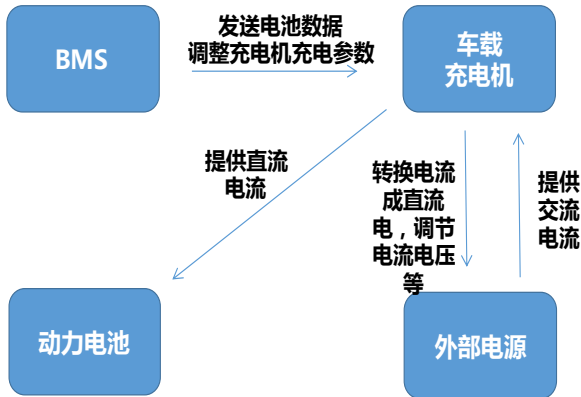 BMS
发送电池数据
调整充电机充电参数
车载
充电机
提供直流
电流
转换电流
成直流
电，调节
电流电压
等
提供
交流
电流
动力电池
外部电源